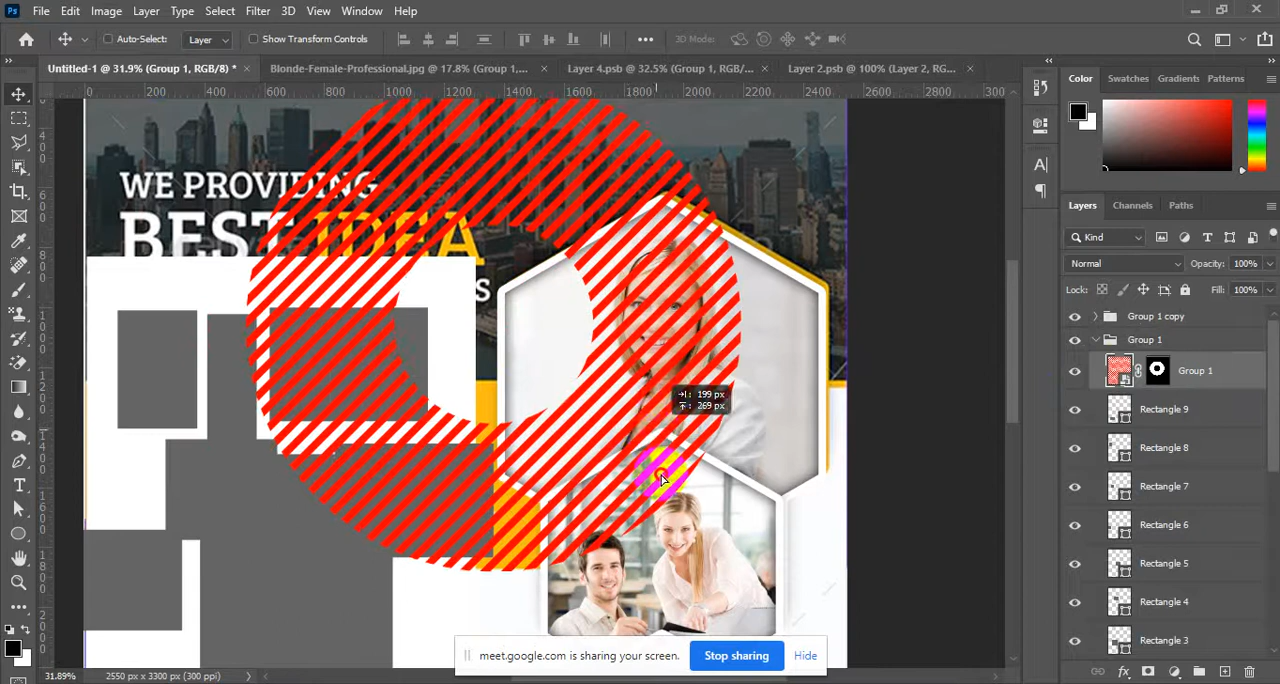 Ps File Edit Image Layer Type Select Filter 3D View Window Help
Auto-Select: Layer Show Transform Controls 3D Mode:
Untitled-1 @ 31.9% (Group 1, RGB/8) * × Blonde-Female-Professional.jpg @ 17.8% (Group 1,... × Layer 4.psb @ 32.5% (Group 1, RGB/... × Layer 2.psb @ 100% (Layer 2, RG... ×
0 200 400 600 800 1000 1200 1400 1600 1800 2000 2200 2400 2600 2800 300
Color Swatches Gradients Patterns
WE PROVIDING
BEST IDEA
S
199 px
269 px
Layers Channels Paths
Kind
Normal Opacity: 100%
Lock: Fill: 100%
Group 1 copy
Group 1
Group 1
Rectangle 9
Rectangle 8
Rectangle 7
Rectangle 6
Rectangle 5
Rectangle 4
Rectangle 3
meet.google.com is sharing your screen. Stop sharing Hide
31.89% 2550 px x 3300 px (300 ppi)